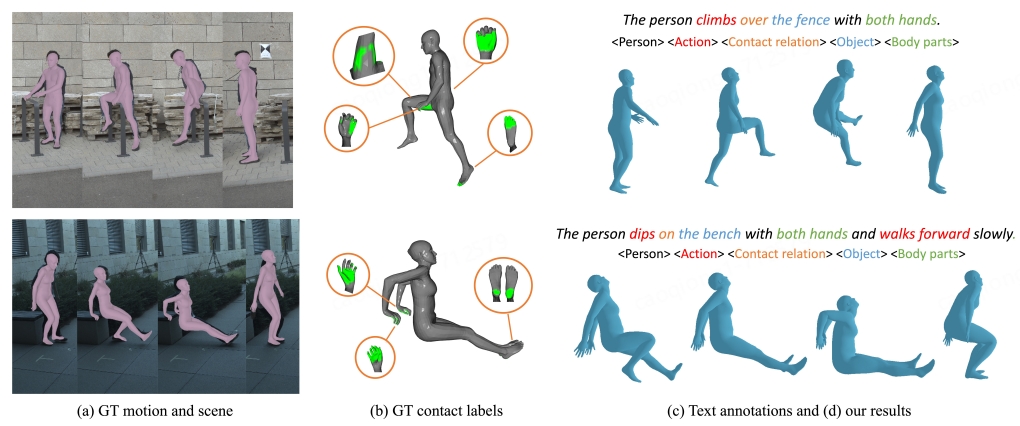 The person climbs over the fence with both hands.
<Person> <Action> <Contact relation> <Object> <Body parts>
The person dips on the bench with both hands and walks forward slowly.
<Person> <Action> <Contact relation> <Object> <Body parts>
(a) GT motion and scene
(b) GT contact labels
(c) Text annotations and (d) our results